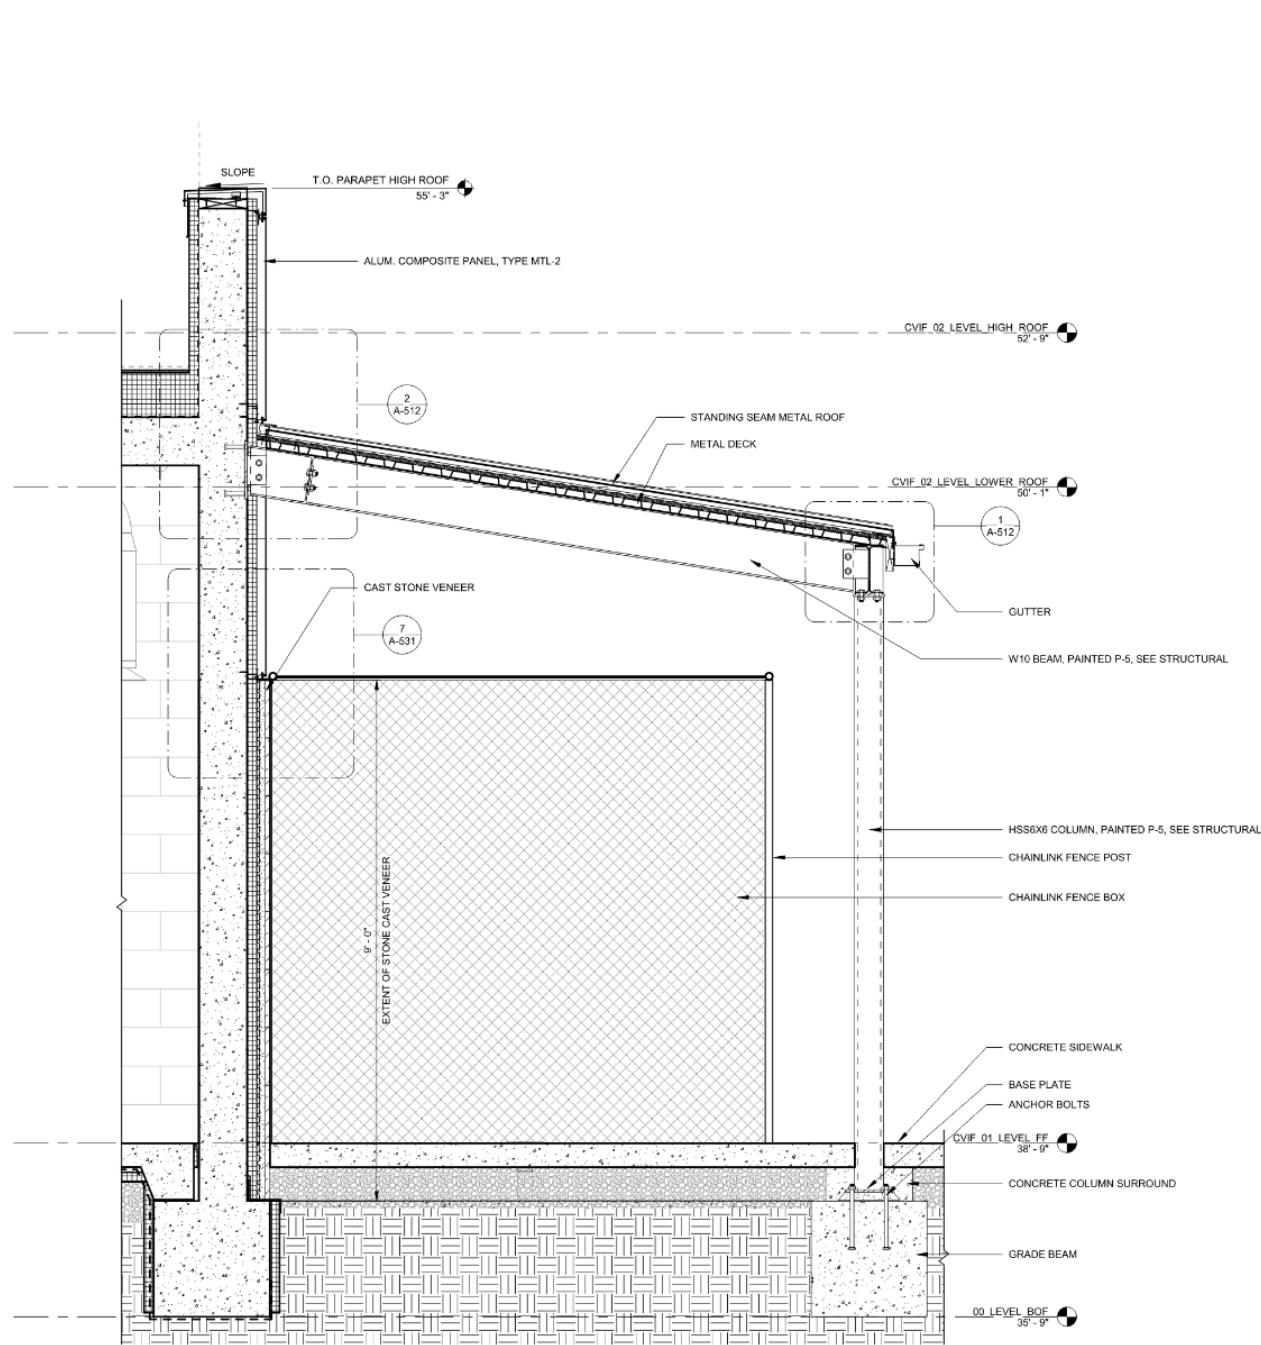 SLOPE
T.O. PARAPET HIGH ROOF
55' - 3"
ALUM. COMPOSITE PANEL, TYPE MTL-2
CVIF_02_LEVEL_HIGH_ROOF
52' - 9"
2
A-512
STANDING SEAM METAL ROOF
METAL DECK
CVIF_02_LEVEL_LOWER_ROOF
50' - 1"
1
A-512
CAST STONE VENEER
GUTTER
7
A-531
W10 BEAM, PAINTED P-5, SEE STRUCTURAL
HSS6X6 COLUMN, PAINTED P-5, SEE STRUCTURAL
CHAINLINK FENCE POST
CHAINLINK FENCE BOX
9' - 0"
EXTENT OF STONE CAST VENEER
CONCRETE SIDEWALK
BASE PLATE
ANCHOR BOLTS
CVIF_01_LEVEL_FF
38' - 9"
CONCRETE COLUMN SURROUND
GRADE BEAM
00_LEVEL_BOF
35' - 9"